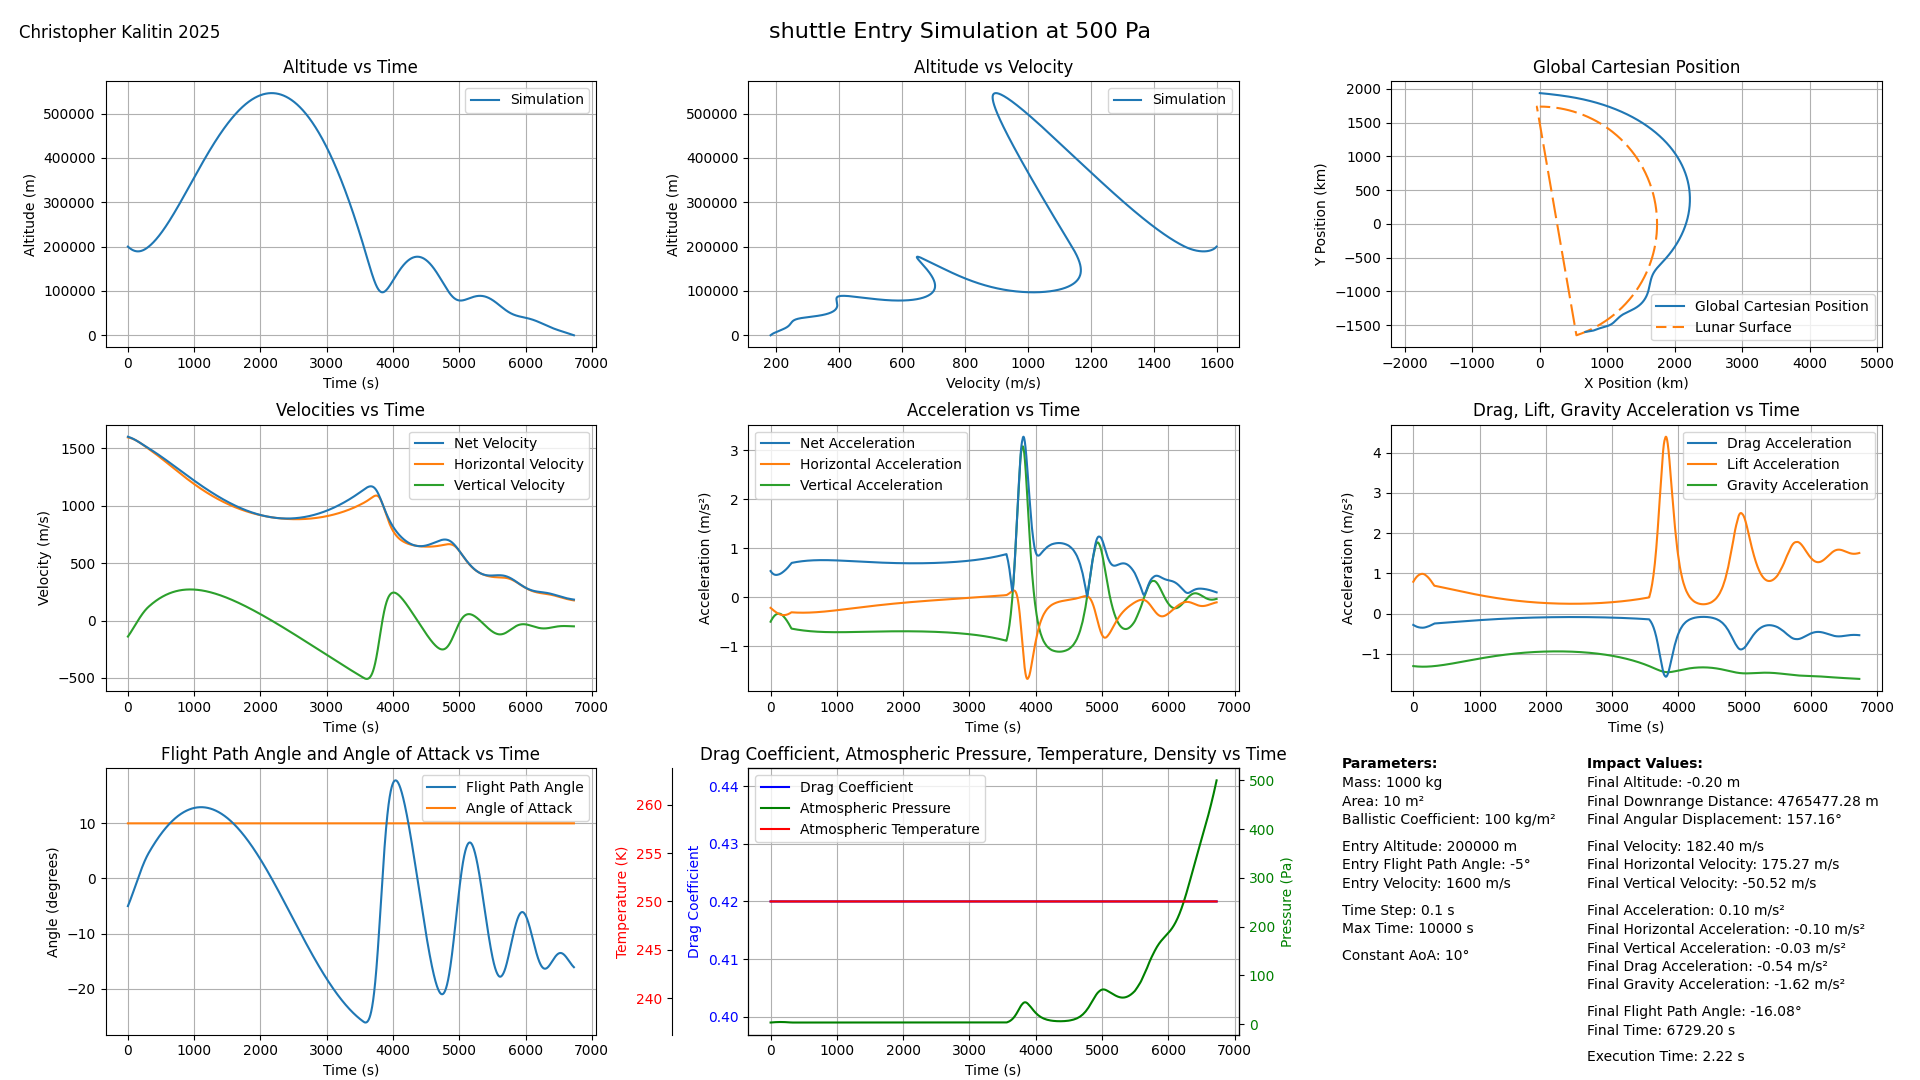 Christopher Kalitin 2025
shuttle Entry Simulation at 500 Pa
Altitude vs Time
Simulation
Altitude (m)
500000
400000
300000
200000
100000
0
0 1000 2000 3000 4000 5000 6000 7000
Time (s)
Altitude vs Velocity
Simulation
Altitude (m)
500000
400000
300000
200000
100000
0
200 400 600 800 1000 1200 1400 1600
Velocity (m/s)
Global Cartesian Position
Y Position (km)
2000
1500
1000
500
0
−500
−1000
−1500
Global Cartesian Position
Lunar Surface
−2000 −1000 0 1000 2000 3000 4000 5000
X Position (km)
Velocities vs Time
Net Velocity
Horizontal Velocity
Vertical Velocity
Velocity (m/s)
1500
1000
500
0
−500
0 1000 2000 3000 4000 5000 6000 7000
Time (s)
Acceleration vs Time
Net Acceleration
Horizontal Acceleration
Vertical Acceleration
Acceleration (m/s²)
3
2
1
0
−1
0 1000 2000 3000 4000 5000 6000 7000
Time (s)
Drag, Lift, Gravity Acceleration vs Time
Drag Acceleration
Lift Acceleration
Gravity Acceleration
Acceleration (m/s²)
4
3
2
1
0
−1
0 1000 2000 3000 4000 5000 6000 7000
Time (s)
Flight Path Angle and Angle of Attack vs Time
Flight Path Angle
Angle of Attack
Angle (degrees)
10
0
−10
−20
0 1000 2000 3000 4000 5000 6000 7000
Time (s)
Drag Coefficient, Atmospheric Pressure, Temperature, Density vs Time
Drag Coefficient
Atmospheric Pressure
Atmospheric Temperature
Temperature (K)
260
255
250
245
240
Drag Coefficient
0.44
0.43
0.42
0.41
0.40
Pressure (Pa)
500
400
300
200
100
0
0 1000 2000 3000 4000 5000 6000 7000
Time (s)
Parameters:
Mass: 1000 kg
Area: 10 m²
Ballistic Coefficient: 100 kg/m²
Entry Altitude: 200000 m
Entry Flight Path Angle: -5°
Entry Velocity: 1600 m/s
Time Step: 0.1 s
Max Time: 10000 s
Constant AoA: 10°
Impact Values:
Final Altitude: -0.20 m
Final Downrange Distance: 4765477.28 m
Final Angular Displacement: 157.16°
Final Velocity: 182.40 m/s
Final Horizontal Velocity: 175.27 m/s
Final Vertical Velocity: -50.52 m/s
Final Acceleration: 0.10 m/s²
Final Horizontal Acceleration: -0.10 m/s²
Final Vertical Acceleration: -0.03 m/s²
Final Drag Acceleration: -0.54 m/s²
Final Gravity Acceleration: -1.62 m/s²
Final Flight Path Angle: -16.08°
Final Time: 6729.20 s
Execution Time: 2.22 s